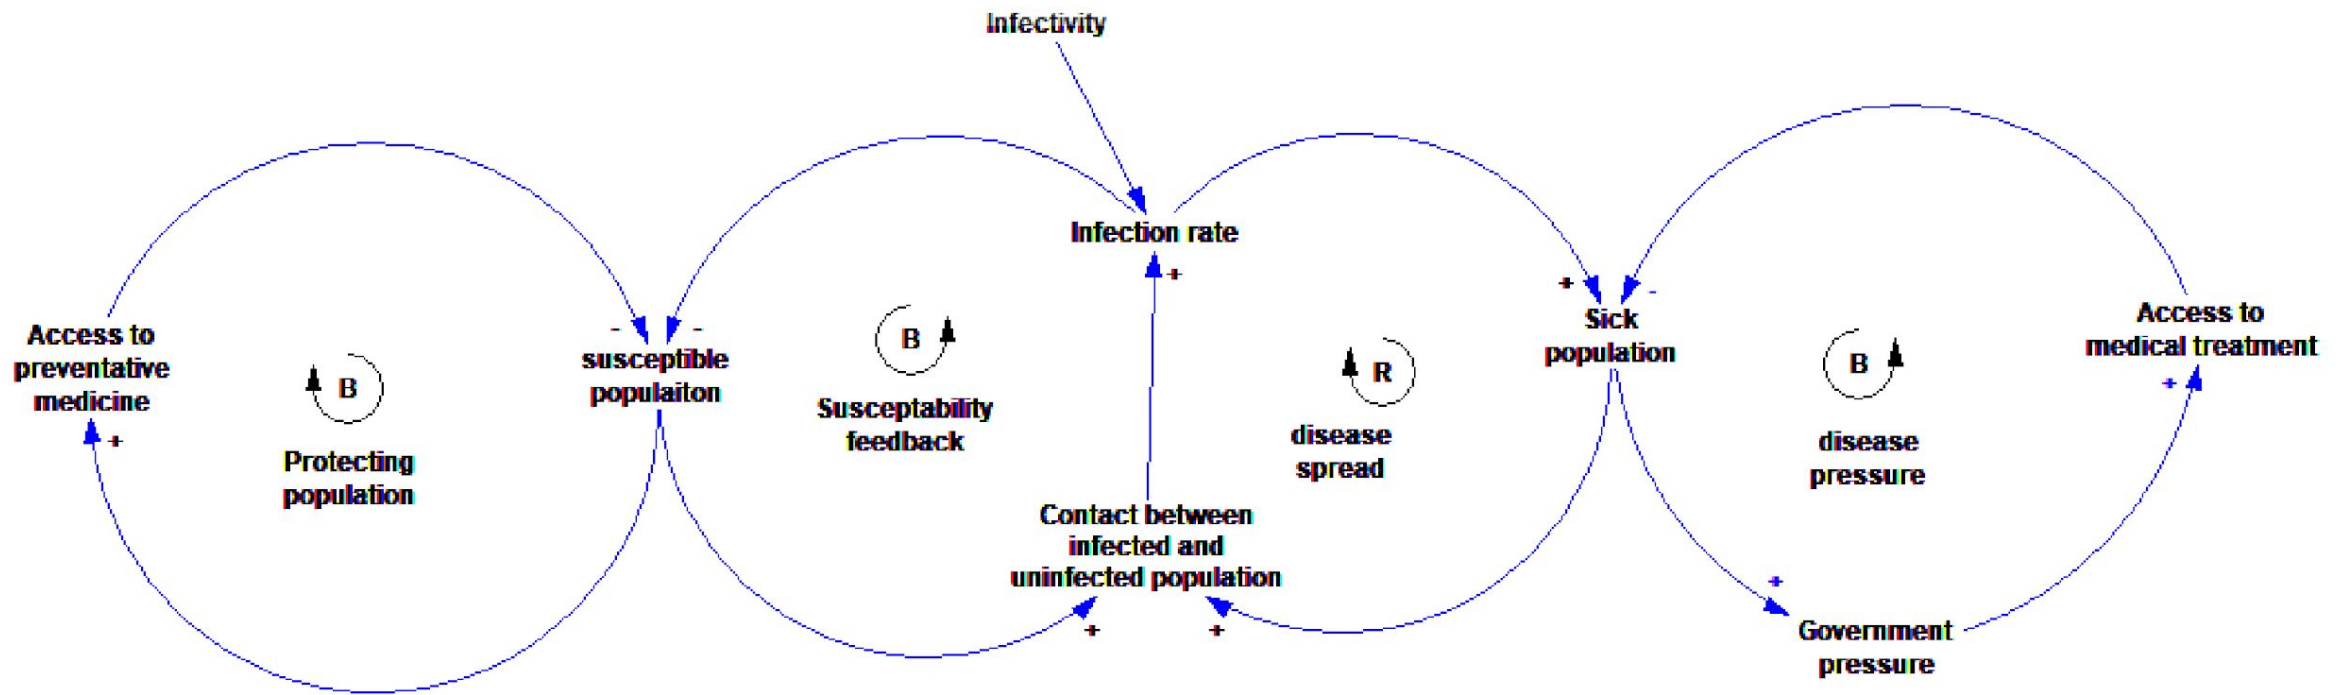 Infectivity
Infection rate
+
+
-
Sick
population
Access to
medical treatment
+
Access to
preventative
medicine
+
-
-
susceptible
populaiton
B
Protecting
population
B
Susceptability
feedback
R
disease
spread
B
disease
pressure
Contact between
infected and
uninfected population
+
+
+
Government
pressure